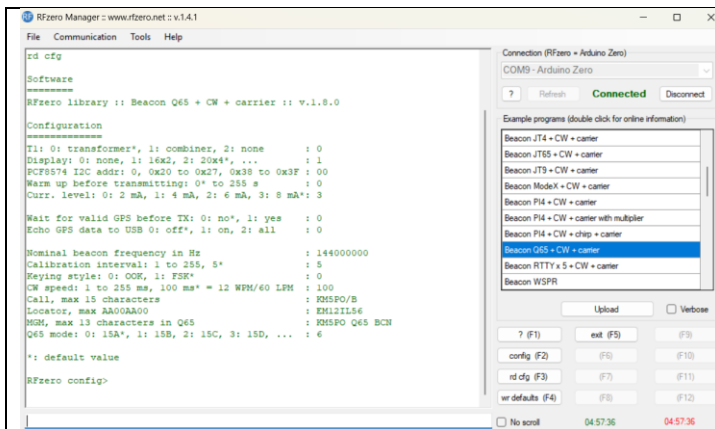 RFzero Manager :: www.rfzero.net :: v.1.4.1
File Communication Tools Help
rd cfg
Software
========
RFzero library :: Beacon Q65 + CW + carrier :: v.1.8.0
Configuration
=============
T1: 0: transformer*, 1: combiner, 2: none : 0
Display: 0: none, 1: 16x2, 2: 20x4*, ... : 1
PCF8574 I2C addr: 0, 0x20 to 0x27, 0x38 to 0x3F : 00
Warm up before transmitting: 0* to 255 s : 0
Curr. level: 0: 2 mA, 1: 4 mA, 2: 6 mA, 3: 8 mA*: 3
Wait for valid GPS before TX: 0: no*, 1: yes : 0
Echo GPS data to USB 0: off*, 1: on, 2: all : 0
Nominal beacon frequency in Hz : 144000000
Calibration interval: 1 to 255, 5* : 5
Keying style: 0: OOK, 1: FSK* : 0
CW speed: 1 to 255 ms, 100 ms* = 12 WPM/60 LPM : 100
Call, max 15 characters : KM5PO/B
Locator, max AA00AA00 : EM12IL56
MGM, max 13 characters in Q65 : KM5PO Q65 BCN
Q65 mode: 0: 15A*, 1: 15B, 2: 15C, 3: 15D, ... : 6
*: default value
RFzero config>
Connection (RFzero = Arduino Zero)
COM9 - Arduino Zero
? Refresh Connected Disconnect
Example programs (double click for online information)
Beacon JT4 + CW + carrier
Beacon JT65 + CW + carrier
Beacon JT9 + CW + carrier
Beacon ModeX + CW + carrier
Beacon PI4 + CW + carrier
Beacon PI4 + CW + carrier with multiplier
Beacon PI4 + CW + chirp + carrier
Beacon Q65 + CW + carrier
Beacon RTTY x 5 + CW + carrier
Beacon WSPR
Upload Verbose
? (F1) exit (F5) (F9)
config (F2) (F6) (F10)
rd cfg (F3) (F7) (F11)
wr defaults (F4) (F8) (F12)
No scroll 04:57:36 04:57:36